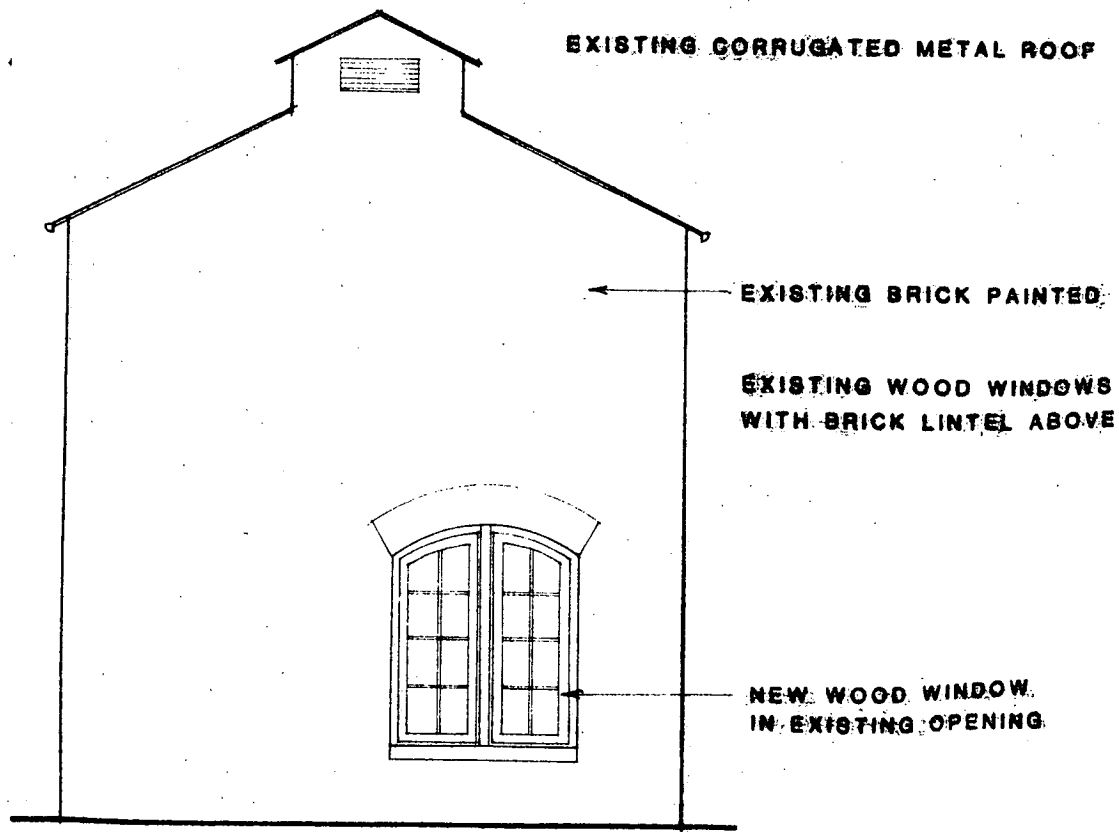 EXISTING CORRUGATED METAL ROOF
EXISTING BRICK PAINTED
EXISTING WOOD WINDOWS
WITH BRICK LINTEL ABOVE
NEW WOOD WINDOW
IN EXISTING OPENING